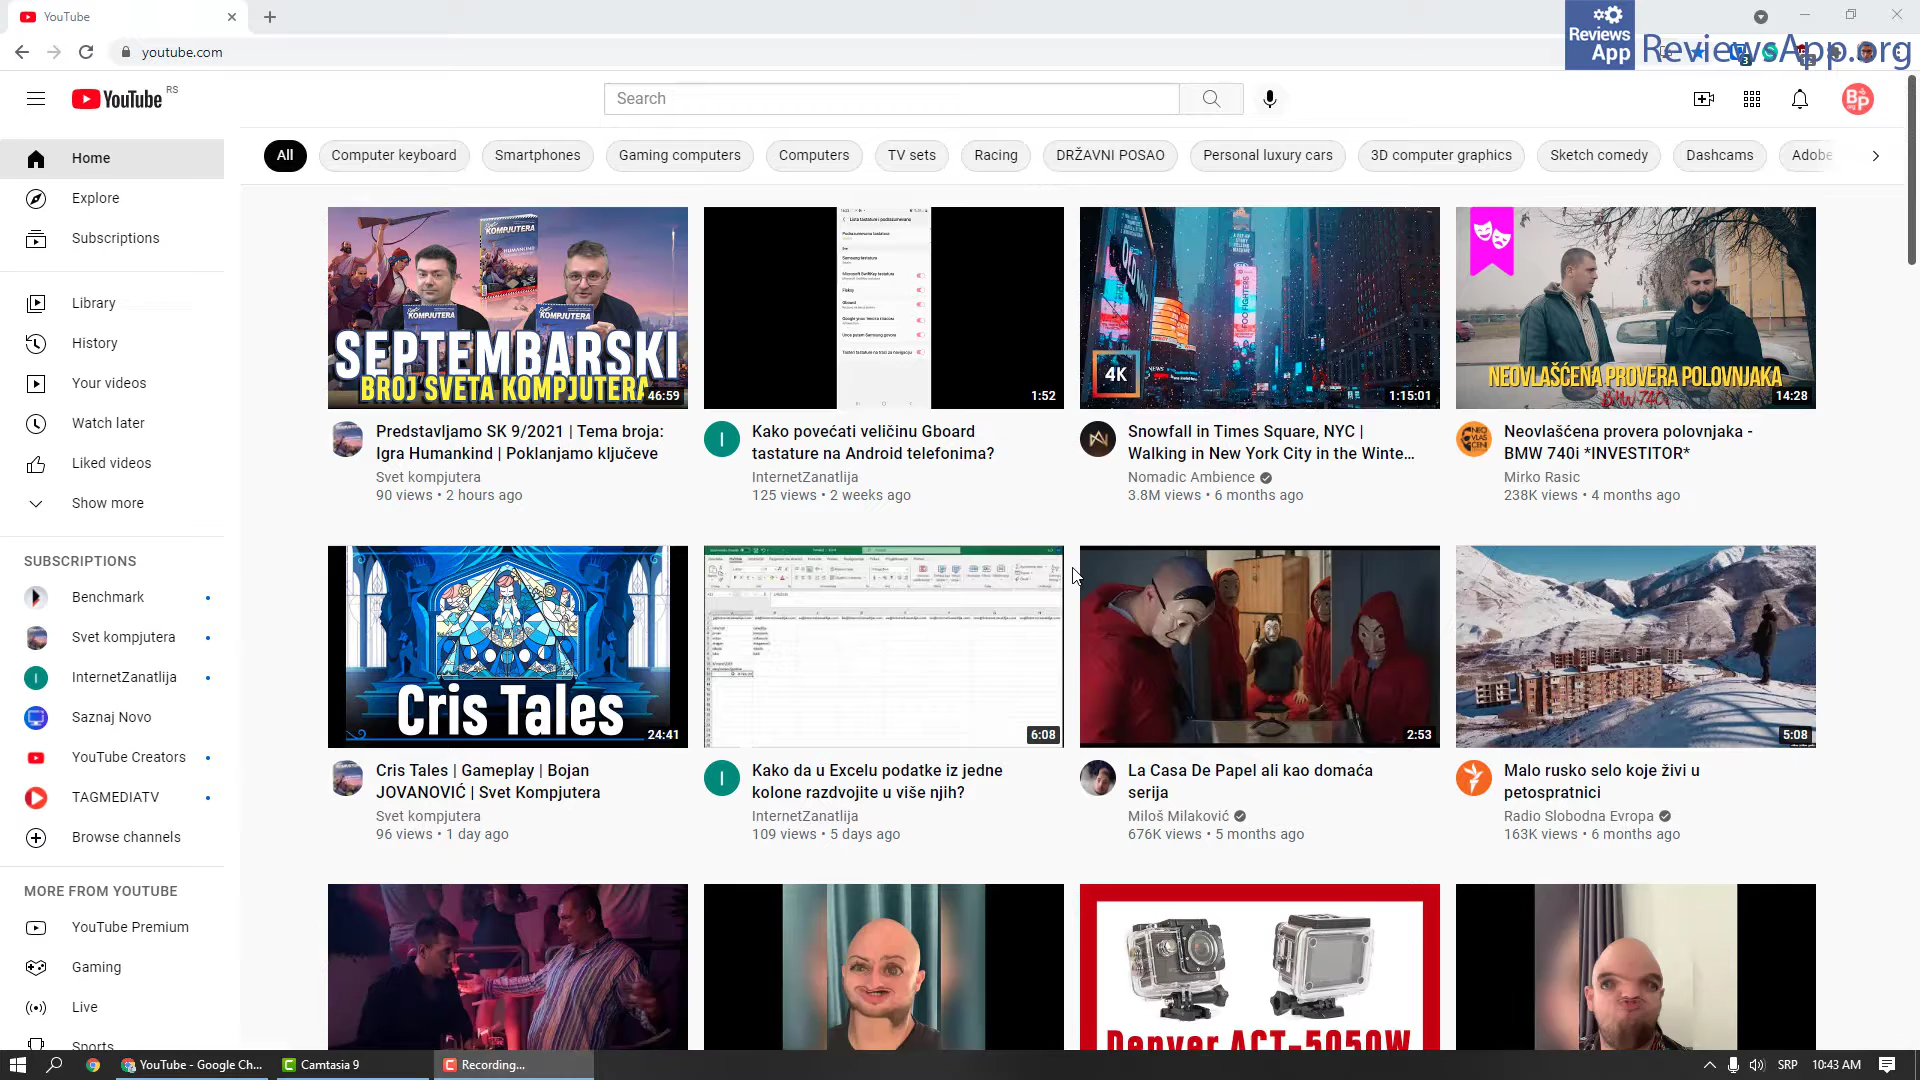 YouTube
youtube.com
Reviews
App
ReviewsApp.org
YouTube RS
Search
Home
Explore
Subscriptions
Library
History
Your videos
Watch later
Liked videos
Show more
SUBSCRIPTIONS
Benchmark
Svet kompjutera
InternetZanatlija
Saznaj Novo
YouTube Creators
TAGMEDIATV
Browse channels
MORE FROM YOUTUBE
YouTube Premium
Gaming
Live
Sports
All
Computer keyboard
Smartphones
Gaming computers
Computers
TV sets
Racing
DRŽAVNI POSAO
Personal luxury cars
3D computer graphics
Sketch comedy
Dashcams
Adobe
KOMPJUTERA
SEPTEMBARSKI
BROJ SVETA KOMPJUTERA
46:59
Predstavljamo SK 9/2021 | Tema broja:
Igra Humankind | Poklanjamo ključeve
Svet kompjutera
90 views • 2 hours ago
1:52
Kako povećati veličinu Gboard
tastature na Android telefonima?
InternetZanatlija
125 views • 2 weeks ago
4K
1:15:01
Snowfall in Times Square, NYC |
Walking in New York City in the Winte...
Nomadic Ambience
3.8M views • 6 months ago
NEOVLAŠĆENA PROVERA POLOVNJAKA
BMW 740i
14:28
Neovlašćena provera polovnjaka -
BMW 740i *INVESTITOR*
Mirko Rasic
238K views • 4 months ago
Cris Tales
24:41
Cris Tales | Gameplay | Bojan
JOVANOVIĆ | Svet Kompjutera
Svet kompjutera
96 views • 1 day ago
6:08
Kako da u Excelu podatke iz jedne
kolone razdvojite u više njih?
InternetZanatlija
109 views • 5 days ago
2:53
La Casa De Papel ali kao domaća
serija
Miloš Milaković
676K views • 5 months ago
5:08
Malo rusko selo koje živi u
petospratnici
Radio Slobodna Evropa
163K views • 6 months ago
Denver ACT-5050W
YouTube - Google Ch...
Camtasia 9
Recording...
SRP
10:43 AM